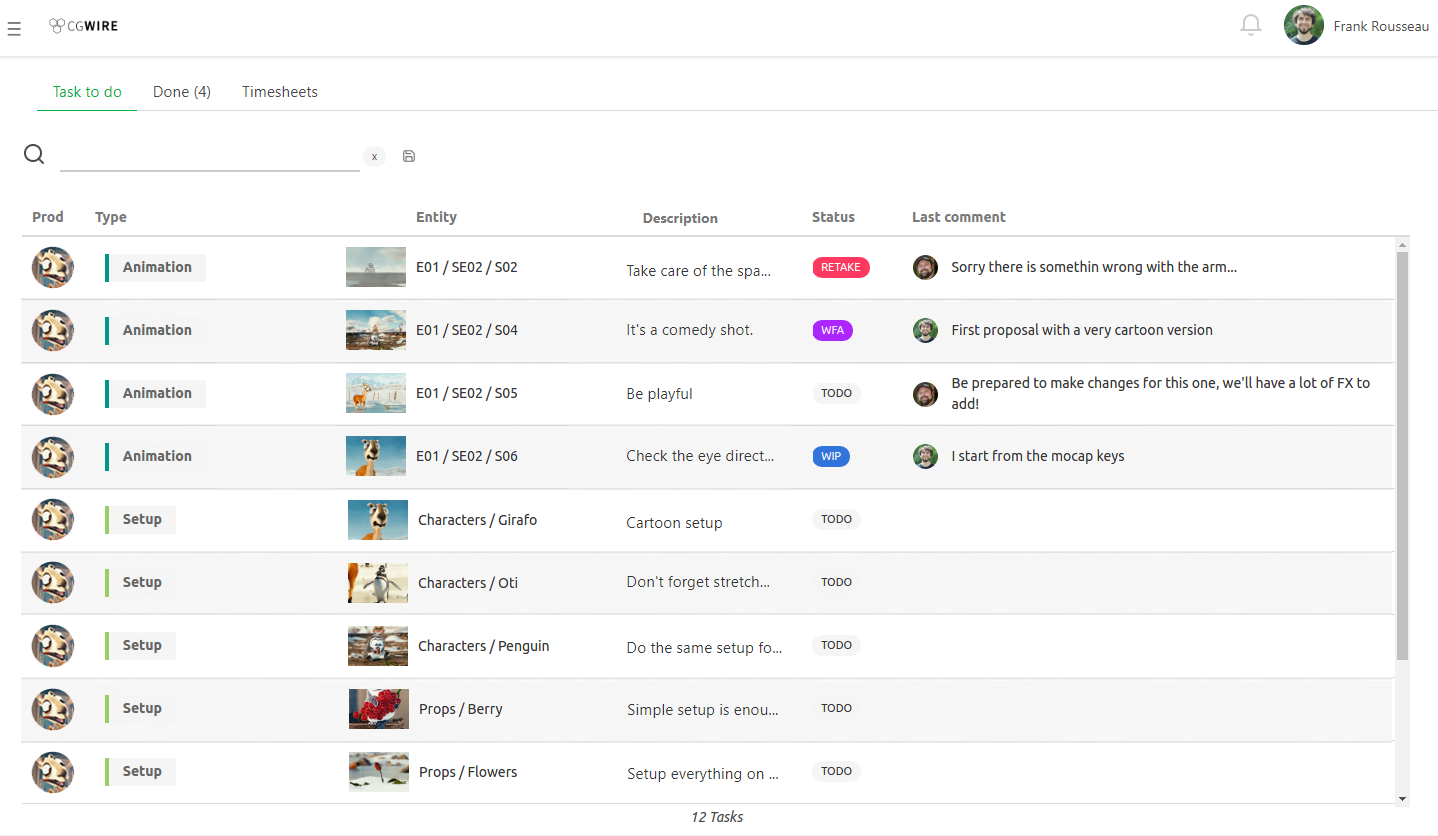 CGWIRE
Frank Rousseau
Task to do Done (4) Timesheets
x
Prod Type Entity Description Status Last comment
Animation E01 / SE02 / S02 Take care of the spa... RETAKE Sorry there is somethin wrong with the arm...
Animation E01 / SE02 / S04 It's a comedy shot. WFA First proposal with a very cartoon version
Animation E01 / SE02 / S05 Be playful TODO Be prepared to make changes for this one, we'll have a lot of FX to
add!
Animation E01 / SE02 / S06 Check the eye direct... WIP I start from the mocap keys
Setup Characters / Girafo Cartoon setup TODO
Setup Characters / Oti Don't forget stretch... TODO
Setup Characters / Penguin Do the same setup fo... TODO
Setup Props / Berry Simple setup is enou... TODO
Setup Props / Flowers Setup everything on ... TODO
12 Tasks